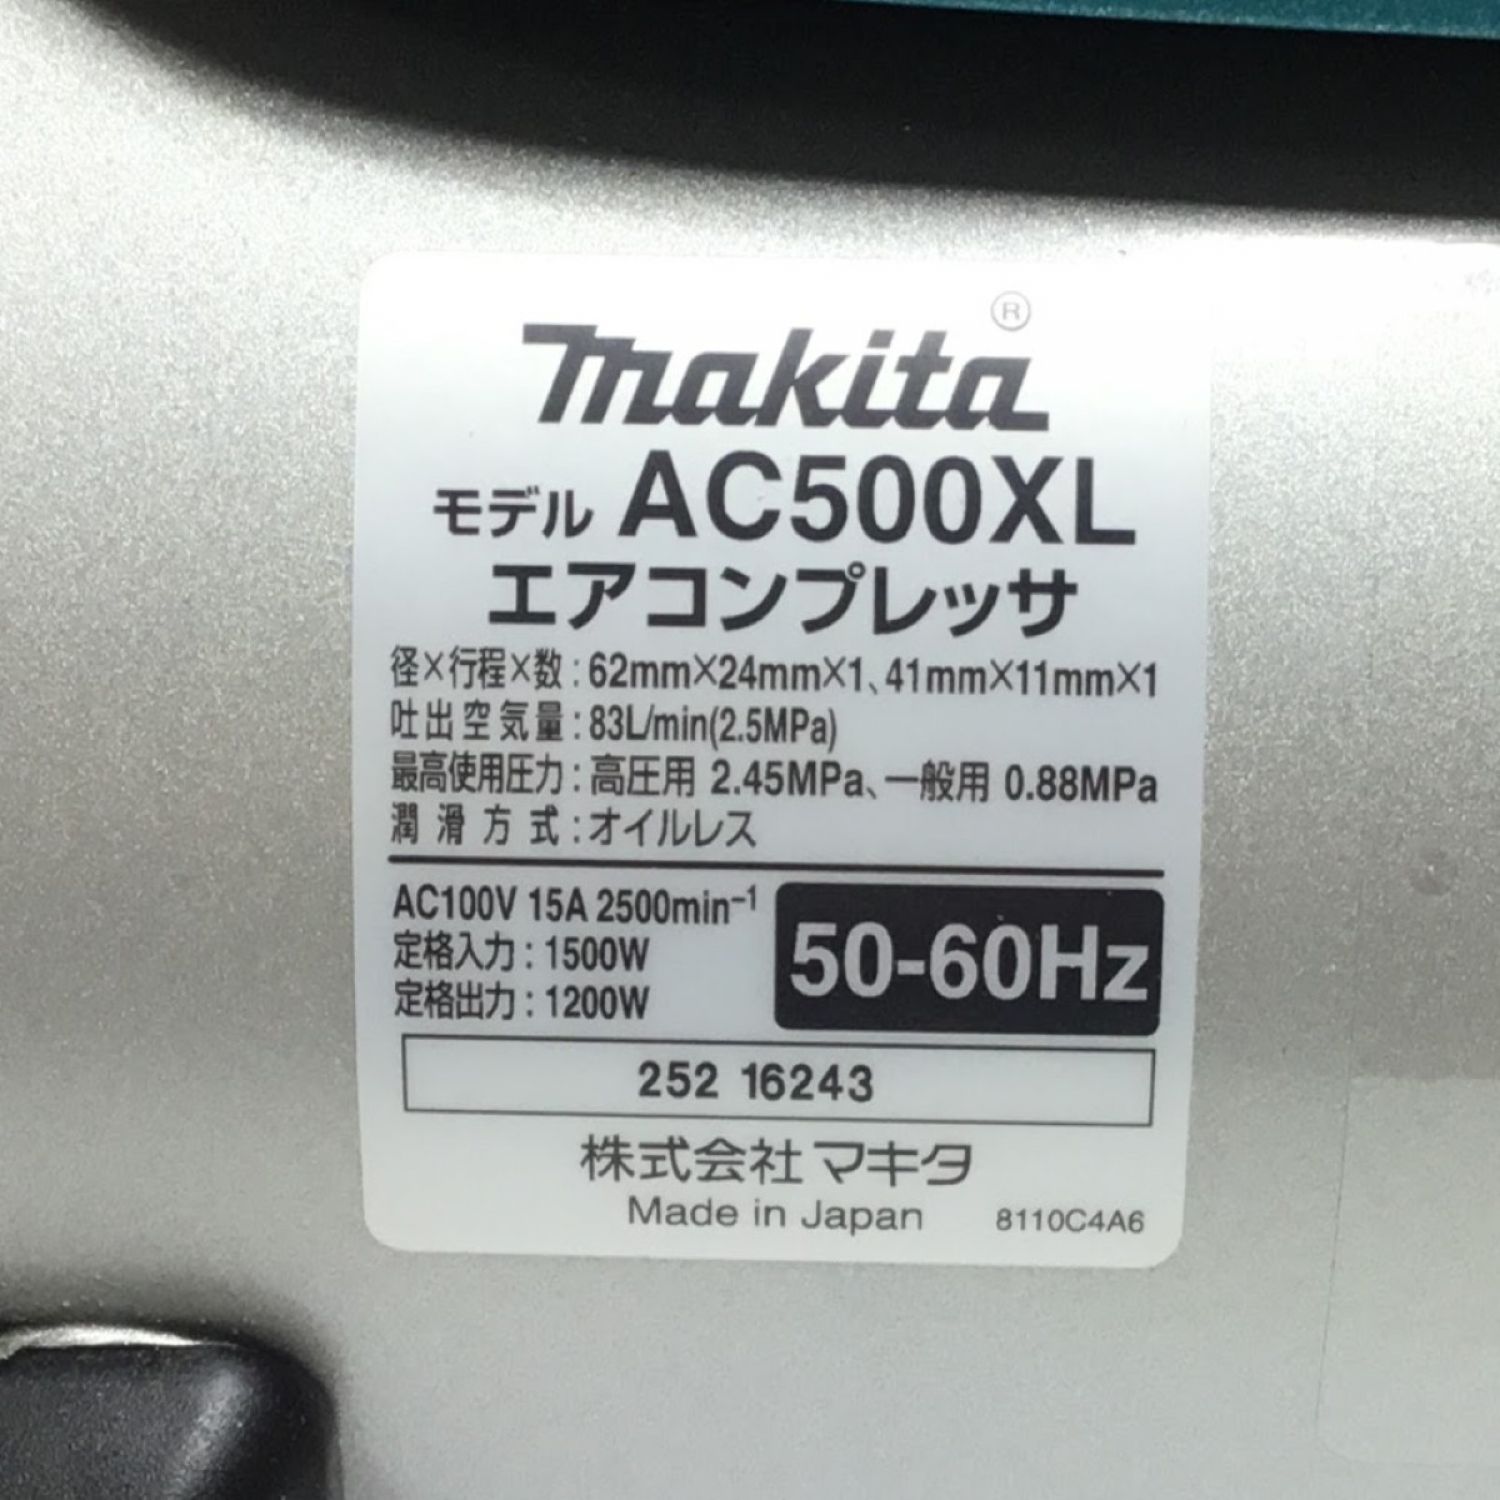 makita®
モデル AC500XL
エアコンプレッサ
径×行程×数:62mm×24mm×1、41mm×11mm×1
吐出空気量:83L/min(2.5MPa)
最高使用圧力:高圧用 2.45MPa、一般用 0.88MPa
潤滑方式:オイルレス
AC100V 15A 2500min⁻¹
定格入力:1500W
定格出力:1200W
50-60Hz
252 16243
株式会社マキタ
Made in Japan 8110C4A6